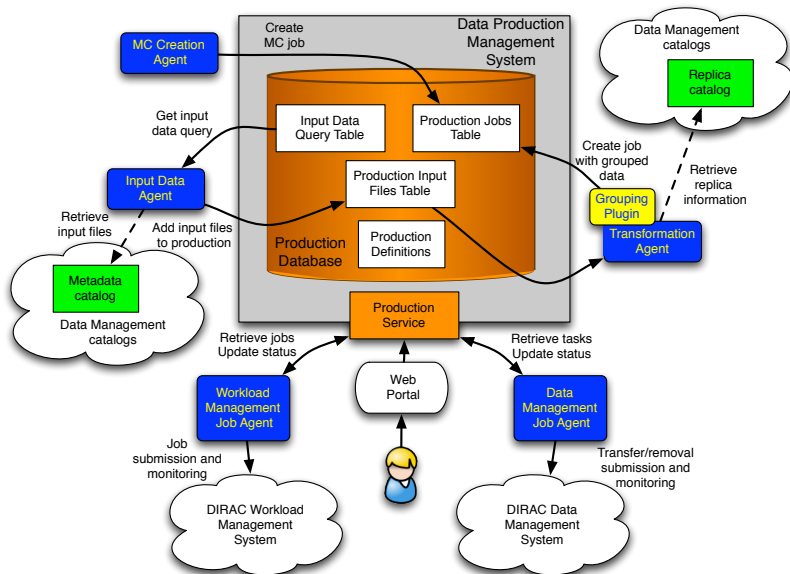 Create
MC job
Data Production
Management
System
Data Management
catalogs
MC Creation
Agent
Replica
catalog
Get input
data query
Input Data
Query Table
Production Jobs
Table
Create job
with grouped
data
Retrieve
replica
information
Input Data
Agent
Production Input
Files Table
Grouping
Plugin
Transformation
Agent
Retrieve
input files
Add input files
to production
Production
Database
Production
Definitions
Metadata
catalog
Data Management
catalogs
Production
Service
Retrieve jobs
Update status
Retrieve tasks
Update status
Workload
Management
Job Agent
Web
Portal
Data
Management
Job Agent
Job
submission and
monitoring
Transfer/removal
submission and
monitoring
DIRAC Workload
Management
System
DIRAC Data
Management
System